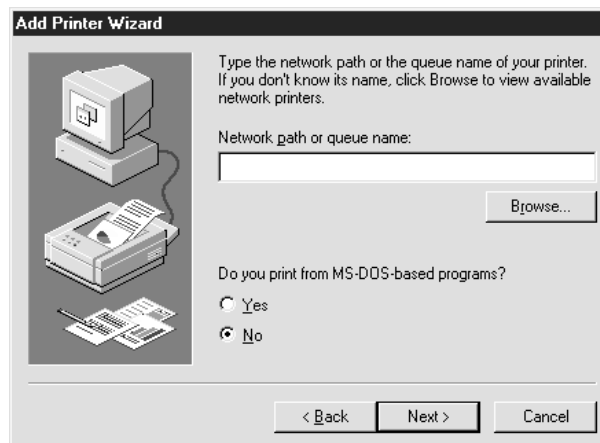 Add Printer Wizard
Type the network path or the queue name of your printer.
If you don't know its name, click Browse to view available
network printers.
Network path or queue name:
Browse...
Do you print from MS-DOS-based programs?
Yes
No
< Back
Next >
Cancel